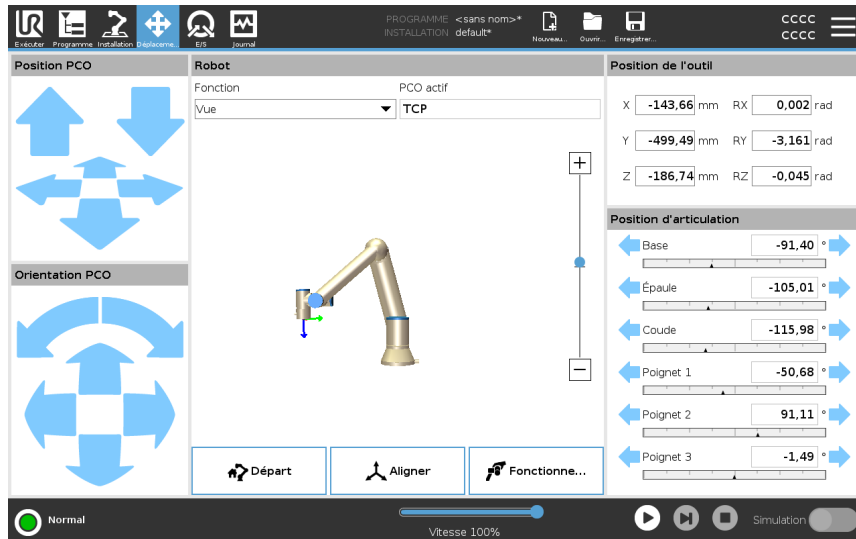 UR
Exécuter
Programme
Installation
Déplaceme...
E/S
Journal
PROGRAMME <sans nom>*
INSTALLATION default*
Nouveau...
Ouvrir...
Enregistrer...
CCCC
CCCC
Position PCO
Orientation PCO
Robot
Fonction
PCO actif
Vue
TCP
+
−
Départ
Aligner
Fonctionne...
Position de l'outil
X -143,66 mm RX 0,002 rad
Y -499,49 mm RY -3,161 rad
Z -186,74 mm RZ -0,045 rad
Position d'articulation
Base -91,40 °
Épaule -105,01 °
Coude -115,98 °
Poignet 1 -50,68 °
Poignet 2 91,11 °
Poignet 3 -1,49 °
Normal
Vitesse 100%
Simulation